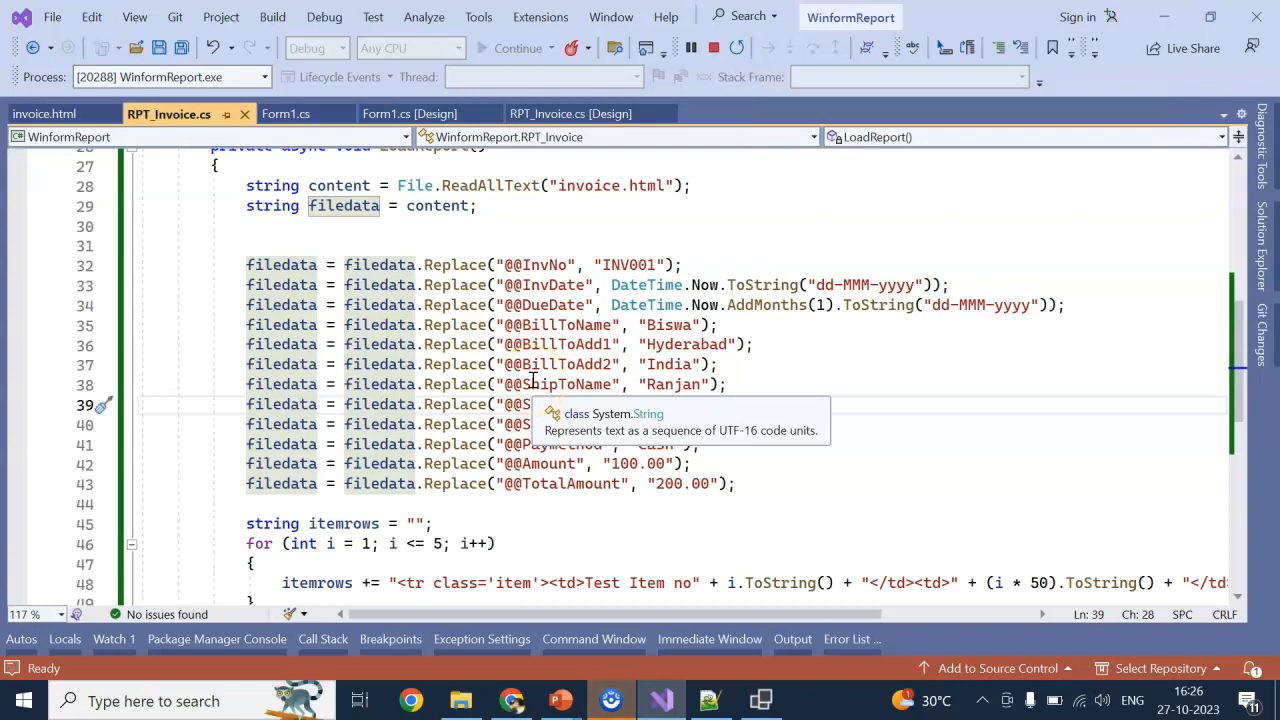 File Edit View Git Project Build Debug Test Analyze Tools Extensions Window Help Search WinformReport Sign in
Debug Any CPU Continue Live Share
Process: [20288] WinformReport.exe Lifecycle Events Thread: Stack Frame:
invoice.html RPT_Invoice.cs Form1.cs Form1.cs [Design] RPT_Invoice.cs [Design]
WinformReport WinformReport.RPT_Invoice LoadReport()
private async void LoadReport()
27 {
28 string content = File.ReadAllText("invoice.html");
29 string filedata = content;
30
31
32 filedata = filedata.Replace("@@InvNo", "INV001");
33 filedata = filedata.Replace("@@InvDate", DateTime.Now.ToString("dd-MMM-yyyy"));
34 filedata = filedata.Replace("@@DueDate", DateTime.Now.AddMonths(1).ToString("dd-MMM-yyyy"));
35 filedata = filedata.Replace("@@BillToName", "Biswa");
36 filedata = filedata.Replace("@@BillToAdd1", "Hyderabad");
37 filedata = filedata.Replace("@@BillToAdd2", "India");
38 filedata = filedata.Replace("@@ShipToName", "Ranjan");
39 filedata = filedata.Replace("@@S
class System.String
40 filedata = filedata.Replace("@@S
Represents text as a sequence of UTF-16 code units.
41 filedata = filedata.Replace("@@PayMethod", "Cash");
42 filedata = filedata.Replace("@@Amount", "100.00");
43 filedata = filedata.Replace("@@TotalAmount", "200.00");
44
45 string itemrows = "";
46 for (int i = 1; i <= 5; i++)
47 {
48 itemrows += "<tr class='item'><td>Test Item no" + i.ToString() + "</td><td>" + (i * 50).ToString() + "</td
49 }
Diagnostic Tools
Solution Explorer
Git Changes
117 % No issues found Ln: 39 Ch: 28 SPC CRLF
Autos Locals Watch 1 Package Manager Console Call Stack Breakpoints Exception Settings Command Window Immediate Window Output Error List ...
Ready Add to Source Control Select Repository 1
Type here to search 30°C ENG 16:26
27-10-2023 11